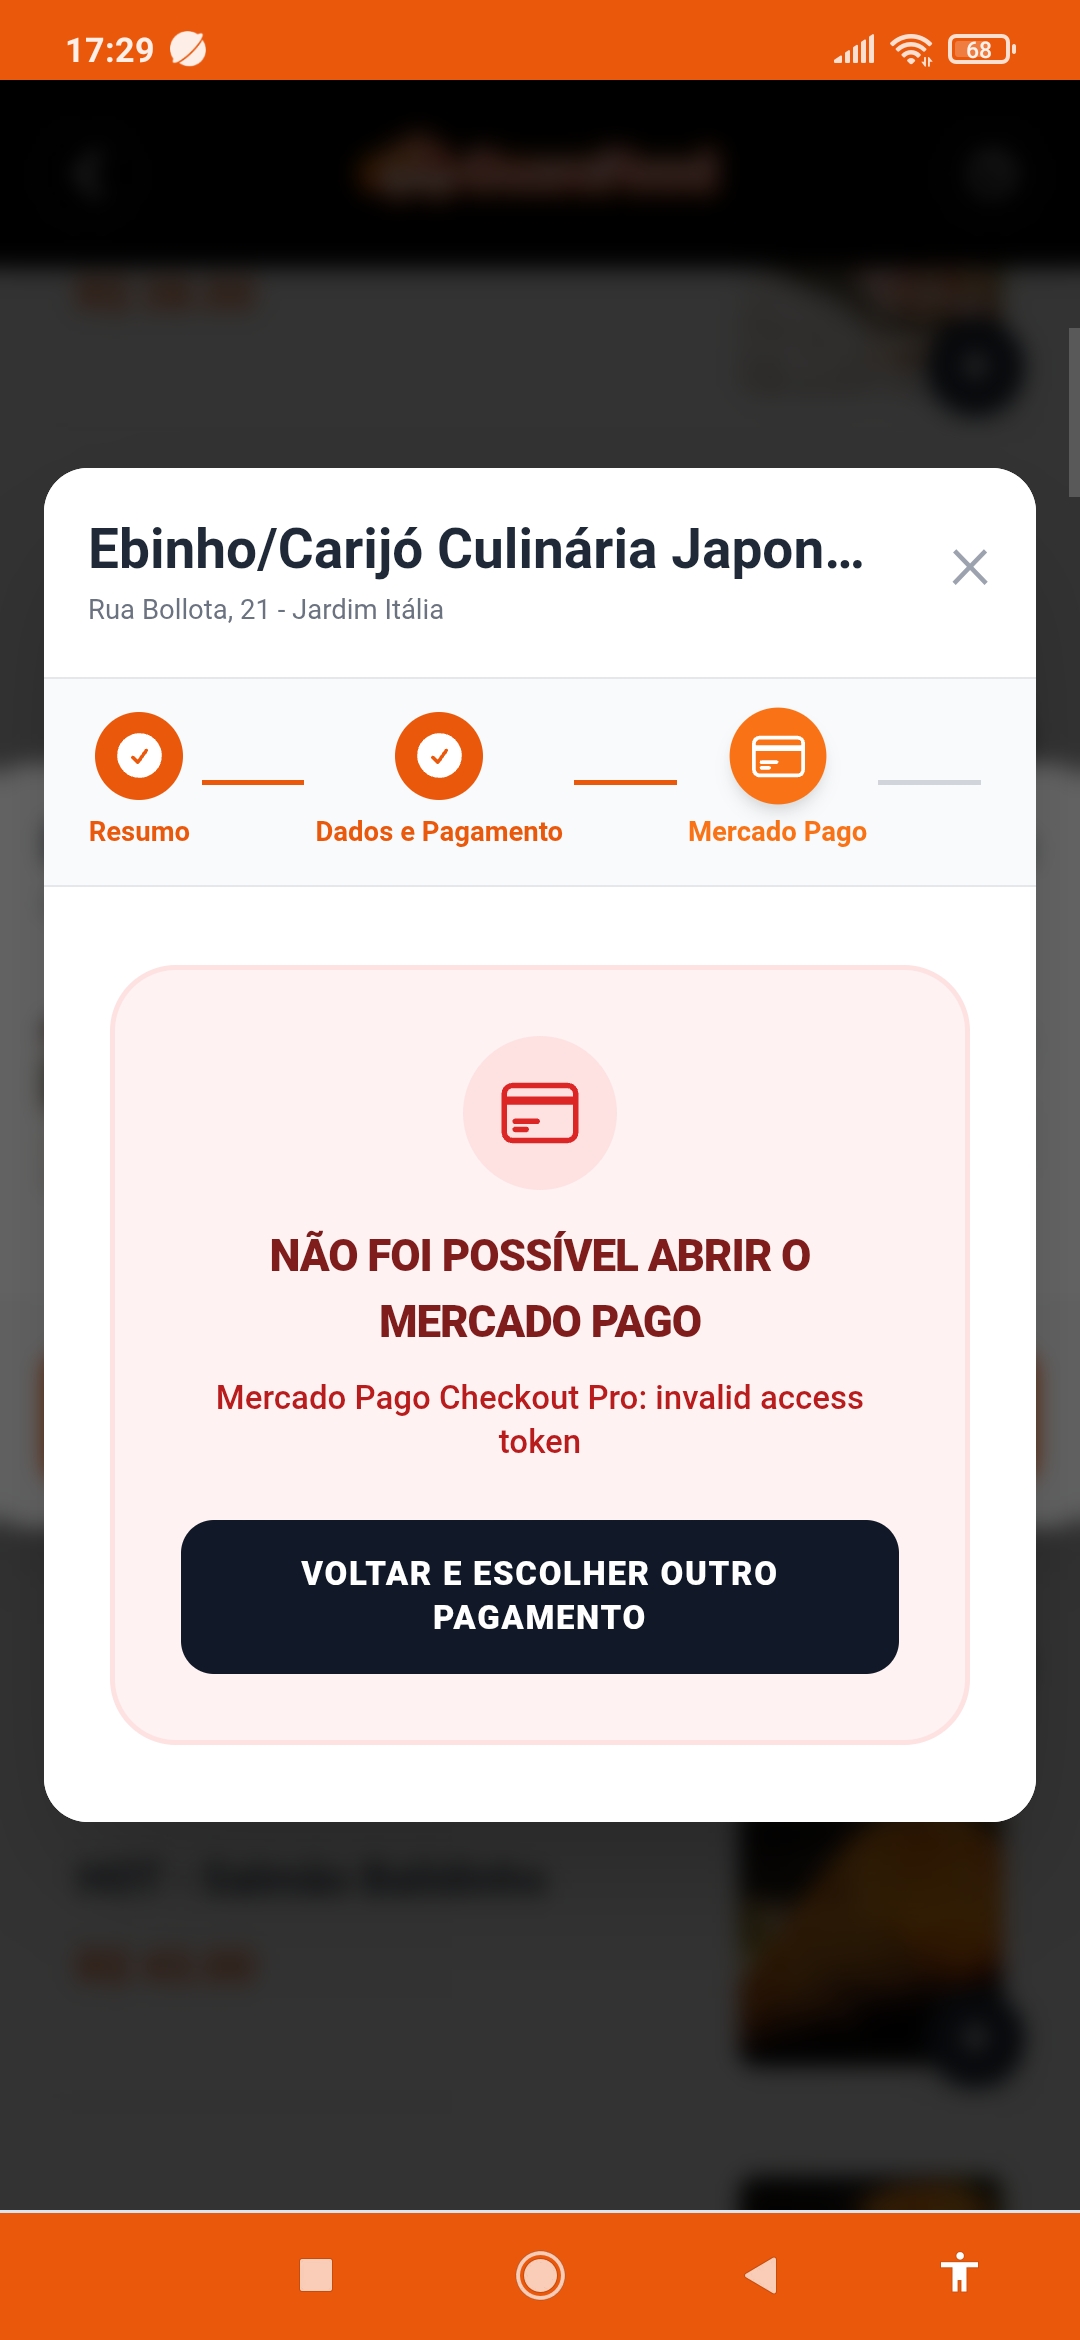 17:29
68
Ebinho/Carijó Culinária Japon...
Rua Bollota, 21 - Jardim Itália
Resumo
Dados e Pagamento
Mercado Pago
NÃO FOI POSSÍVEL ABRIR O
MERCADO PAGO
Mercado Pago Checkout Pro: invalid access
token
VOLTAR E ESCOLHER OUTRO
PAGAMENTO